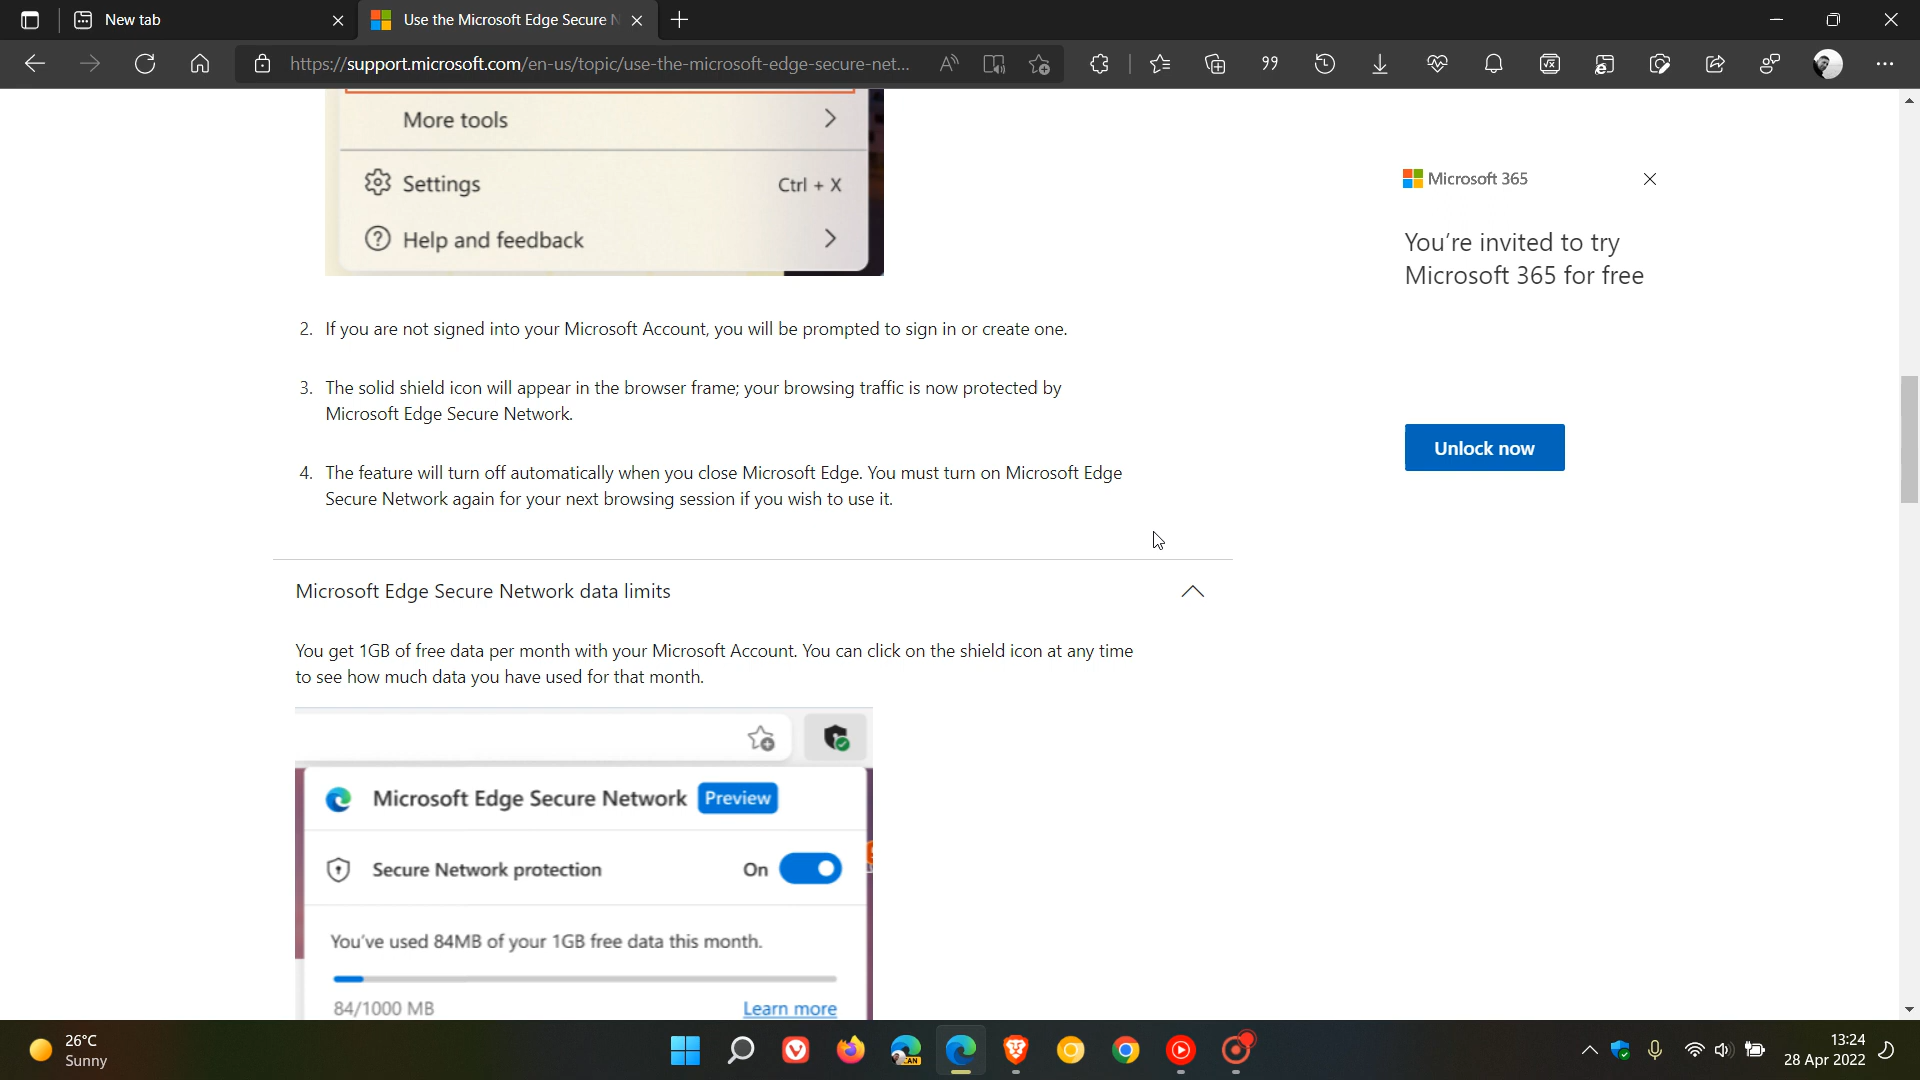 New tab
Use the Microsoft Edge Secure N
https://support.microsoft.com/en-us/topic/use-the-microsoft-edge-secure-net...
More tools
Settings Ctrl + X
Help and feedback
Microsoft 365
You're invited to try
Microsoft 365 for free
Unlock now
2. If you are not signed into your Microsoft Account, you will be prompted to sign in or create one.
3. The solid shield icon will appear in the browser frame; your browsing traffic is now protected by
Microsoft Edge Secure Network.
4. The feature will turn off automatically when you close Microsoft Edge. You must turn on Microsoft Edge
Secure Network again for your next browsing session if you wish to use it.
Microsoft Edge Secure Network data limits
You get 1GB of free data per month with your Microsoft Account. You can click on the shield icon at any time
to see how much data you have used for that month.
Microsoft Edge Secure Network Preview
Secure Network protection On
You've used 84MB of your 1GB free data this month.
84/1000 MB Learn more
26°C
Sunny
CAN
13:24
28 Apr 2022